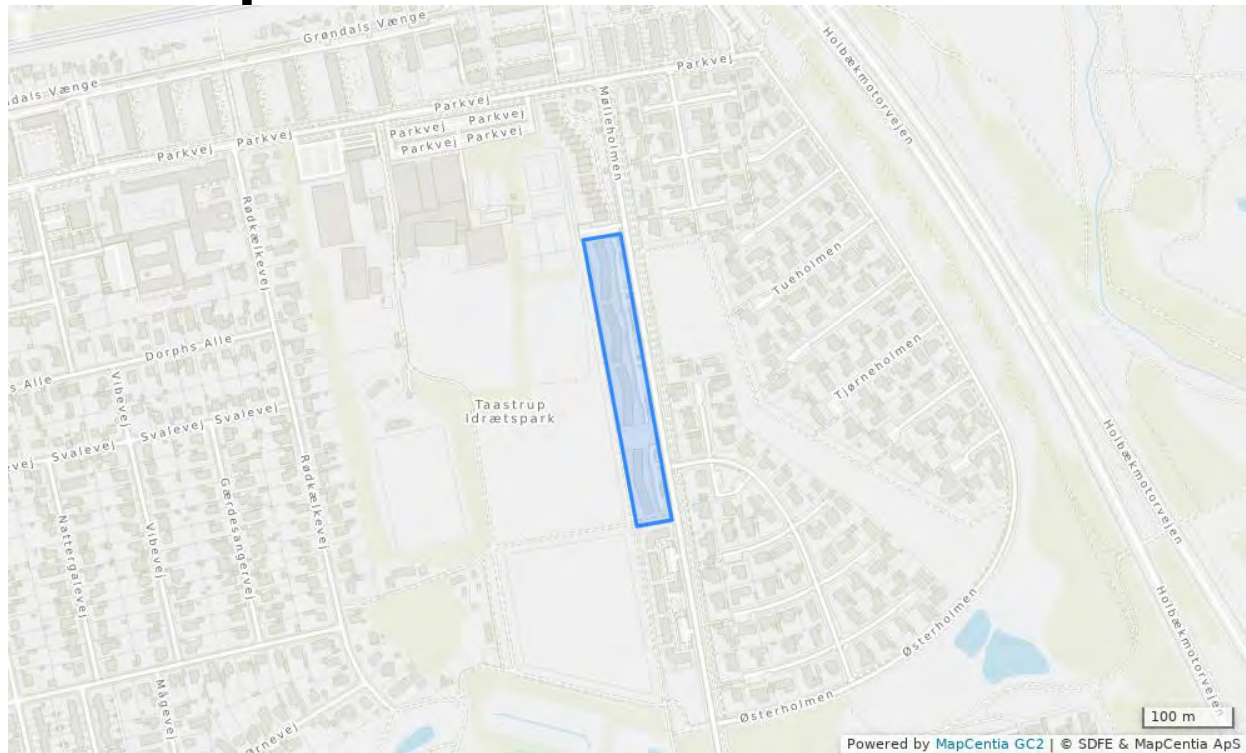 Grøndals Vænge
dals Vænge
Parkvej
Parkvej
Parkvej Parkvej
Parkvej Parkvej
Parkvej Parkvej
Mølleholmen
Holbækmotorvejen
Rødkælkevej
Tueholmen
Dorphs Alle
s Alle
Vibevej
Svalevej Svalevej
vej Svalevej
Tjørneholmen
Taastrup
Idrætspark
Rødkælkevej
Gærdesangervej
Nattergalevej
Vibevej
Holbækmotorvejen
Holbækmotorvejen
Østerholmen
Østerholmen
Mågevej
ørnevej
100 m
Powered by MapCentia GC2 | © SDFE & MapCentia ApS